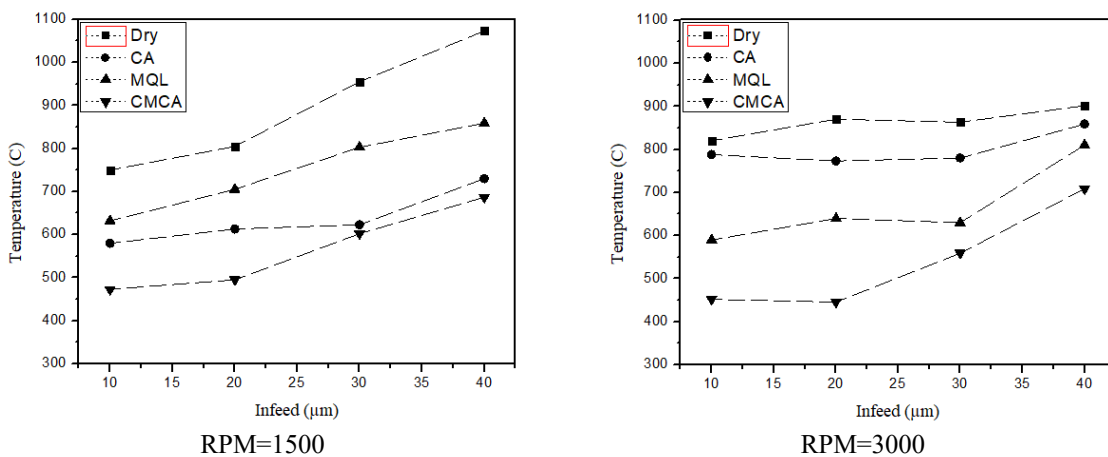 1100
1000
900
800
700
600
500
400
300
Temperature (C)
Dry
CA
MQL
CMCA
10 15 20 25 30 35 40
Infeed (µm)
RPM=1500
1100
1000
900
800
700
600
500
400
300
Temperature (C)
Dry
CA
MQL
CMCA
10 15 20 25 30 35 40
Infeed (µm)
RPM=3000